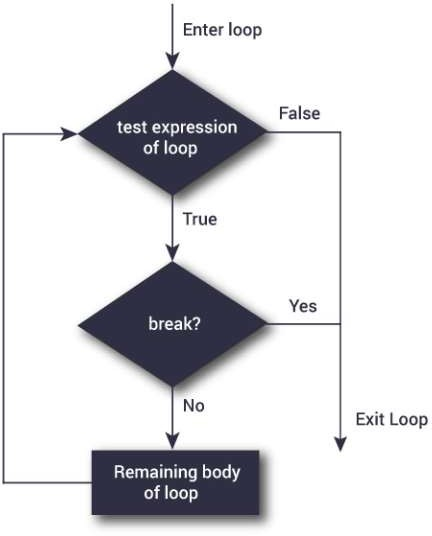 Enter loop
test expression
of loop
False
True
break?
Yes
No
Exit Loop
Remaining body
of loop